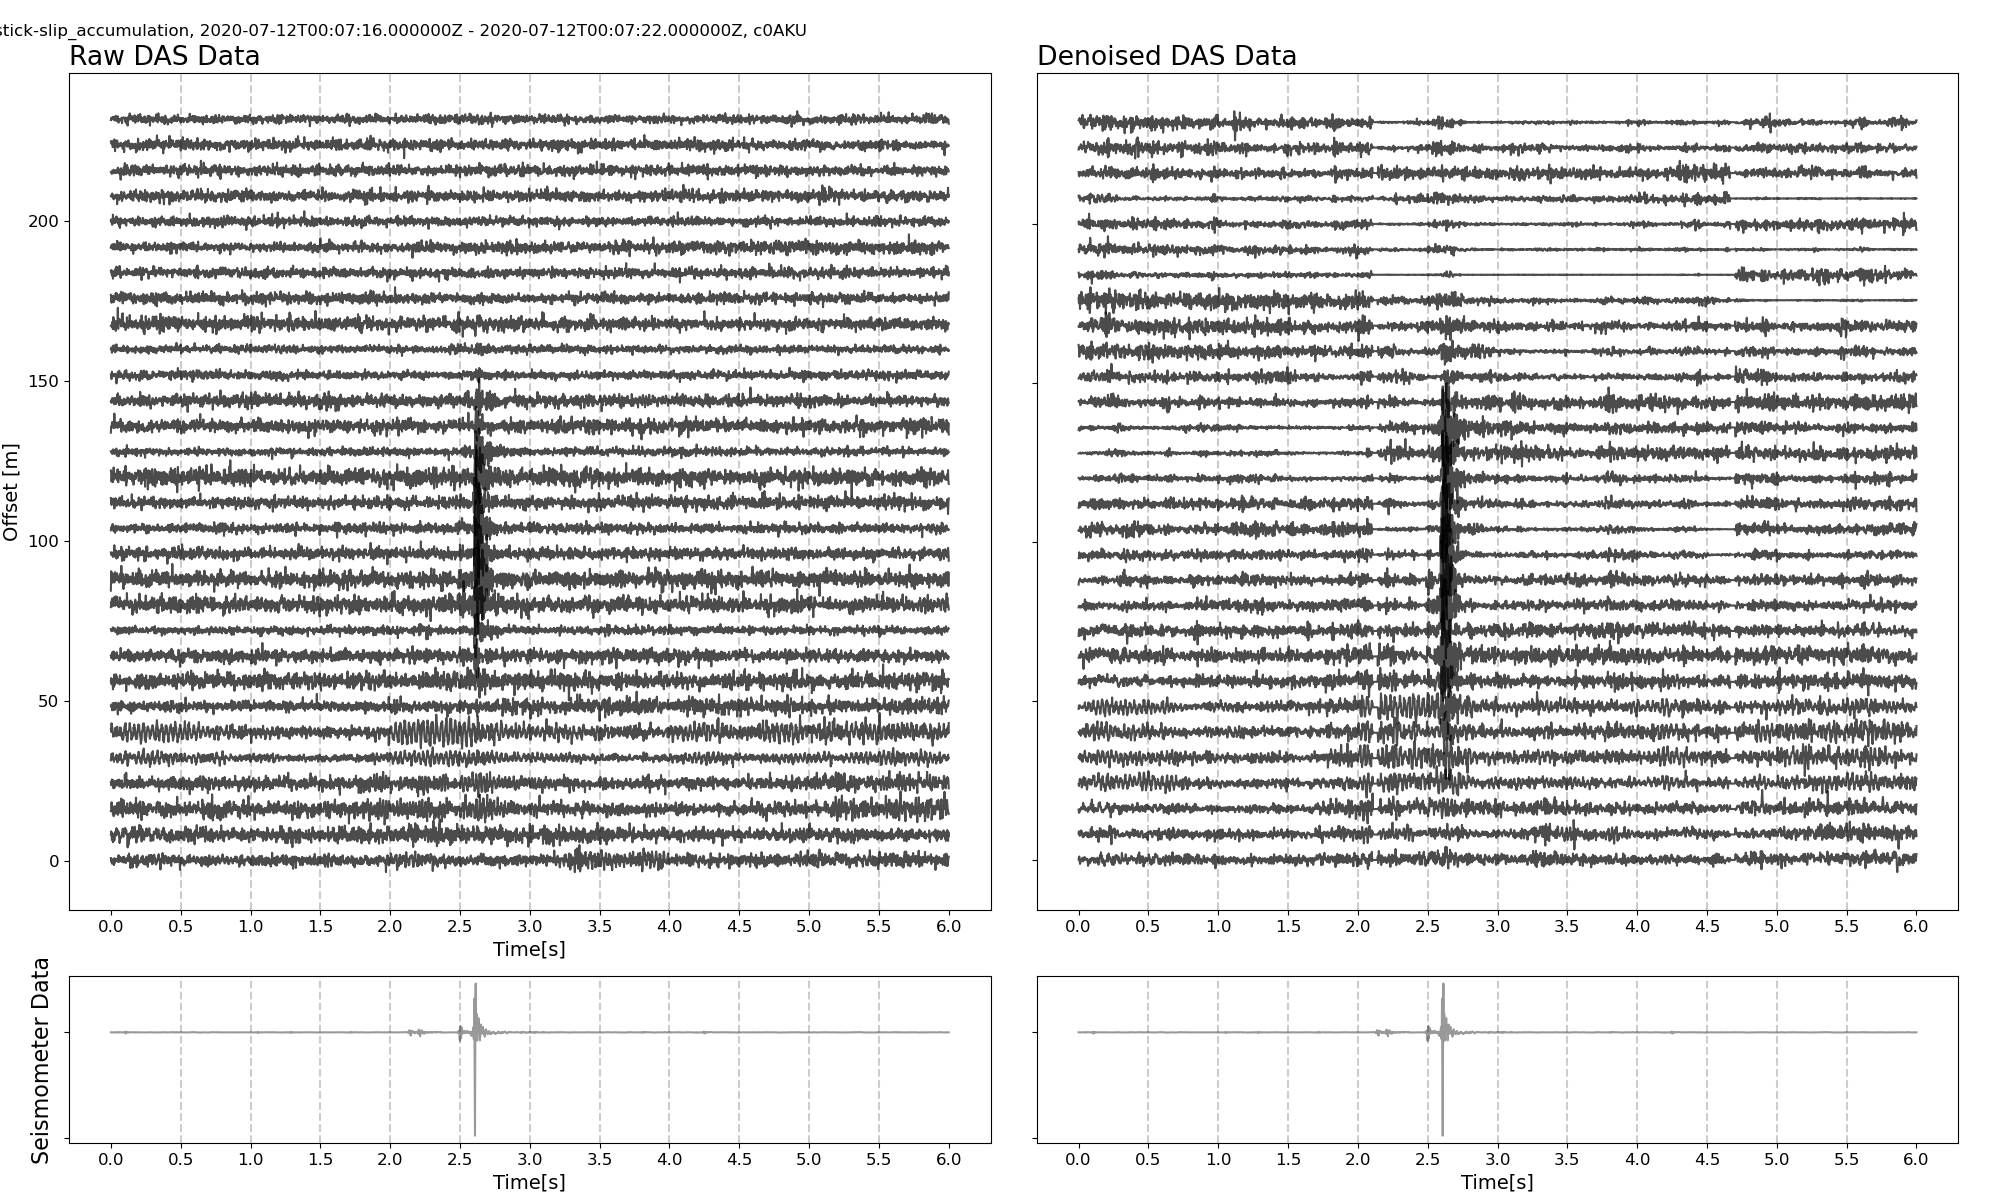 stick-slip_accumulation, 2020-07-12T00:07:16.000000Z - 2020-07-12T00:07:22.000000Z, c0AKU
Raw DAS Data
Denoised DAS Data
Offset [m]
200
150
100
50
0
0.0 0.5 1.0 1.5 2.0 2.5 3.0 3.5 4.0 4.5 5.0 5.5 6.0
Time[s]
0.0 0.5 1.0 1.5 2.0 2.5 3.0 3.5 4.0 4.5 5.0 5.5 6.0
Seismometer Data
0.0 0.5 1.0 1.5 2.0 2.5 3.0 3.5 4.0 4.5 5.0 5.5 6.0
Time[s]
0.0 0.5 1.0 1.5 2.0 2.5 3.0 3.5 4.0 4.5 5.0 5.5 6.0
Time[s]